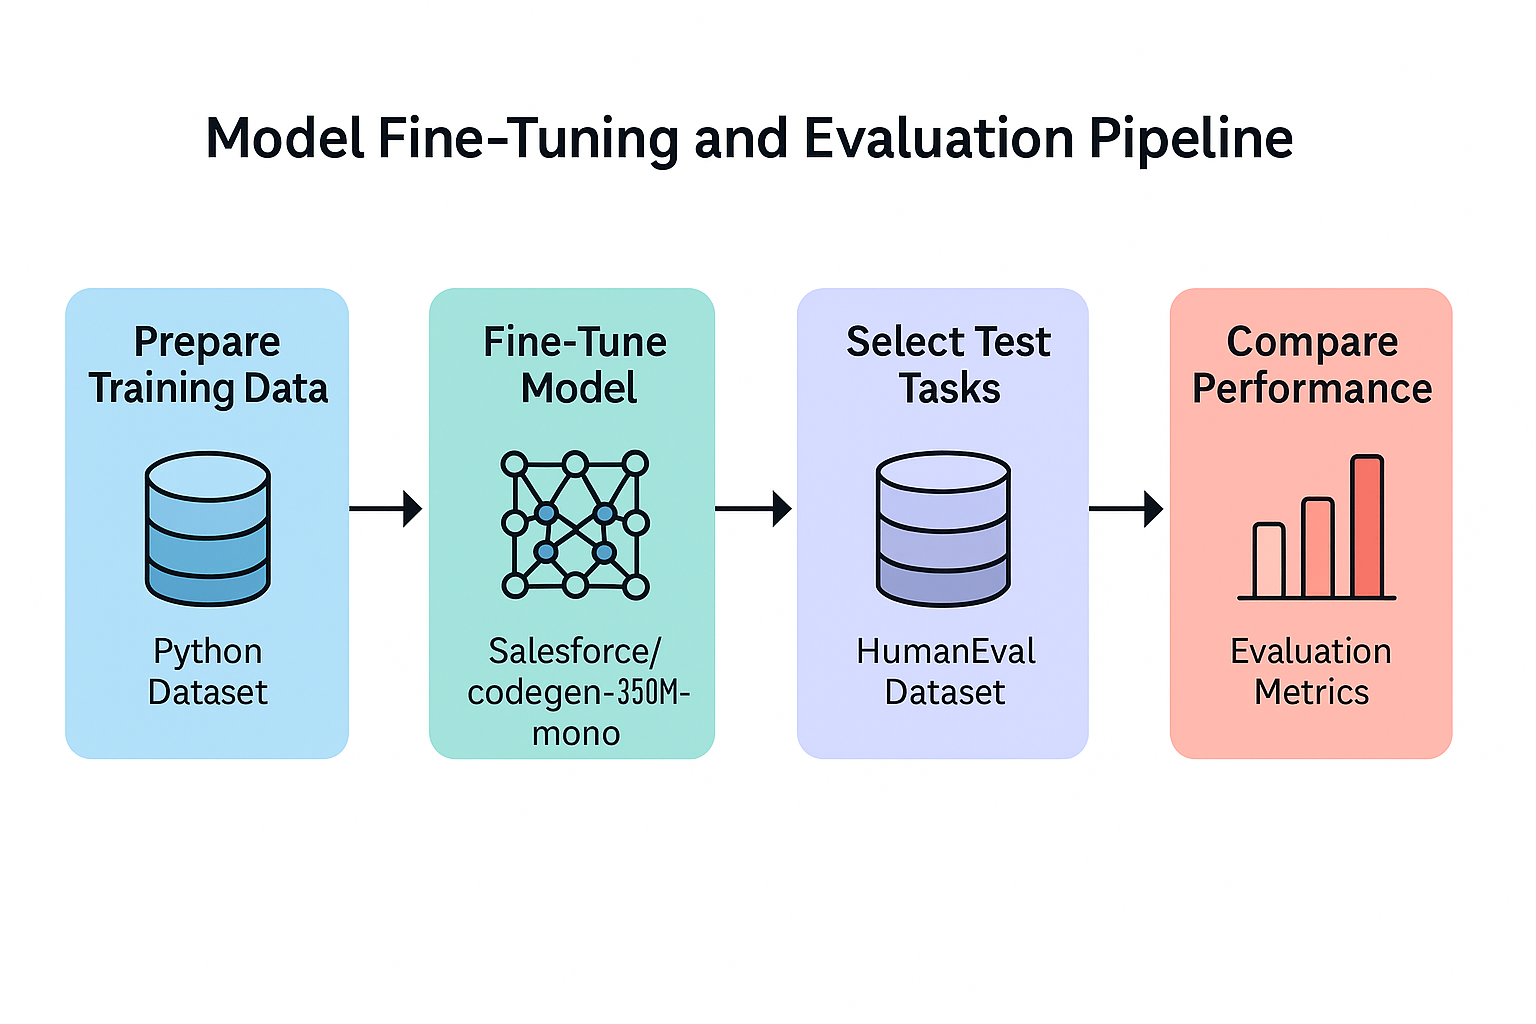 Model Fine-Tuning and Evaluation Pipeline
Prepare
Training Data
Python
Dataset
Fine-Tune
Model
Salesforce/
codegen-350M-
mono
Select Test
Tasks
HumanEval
Dataset
Compare
Performance
Evaluation
Metrics